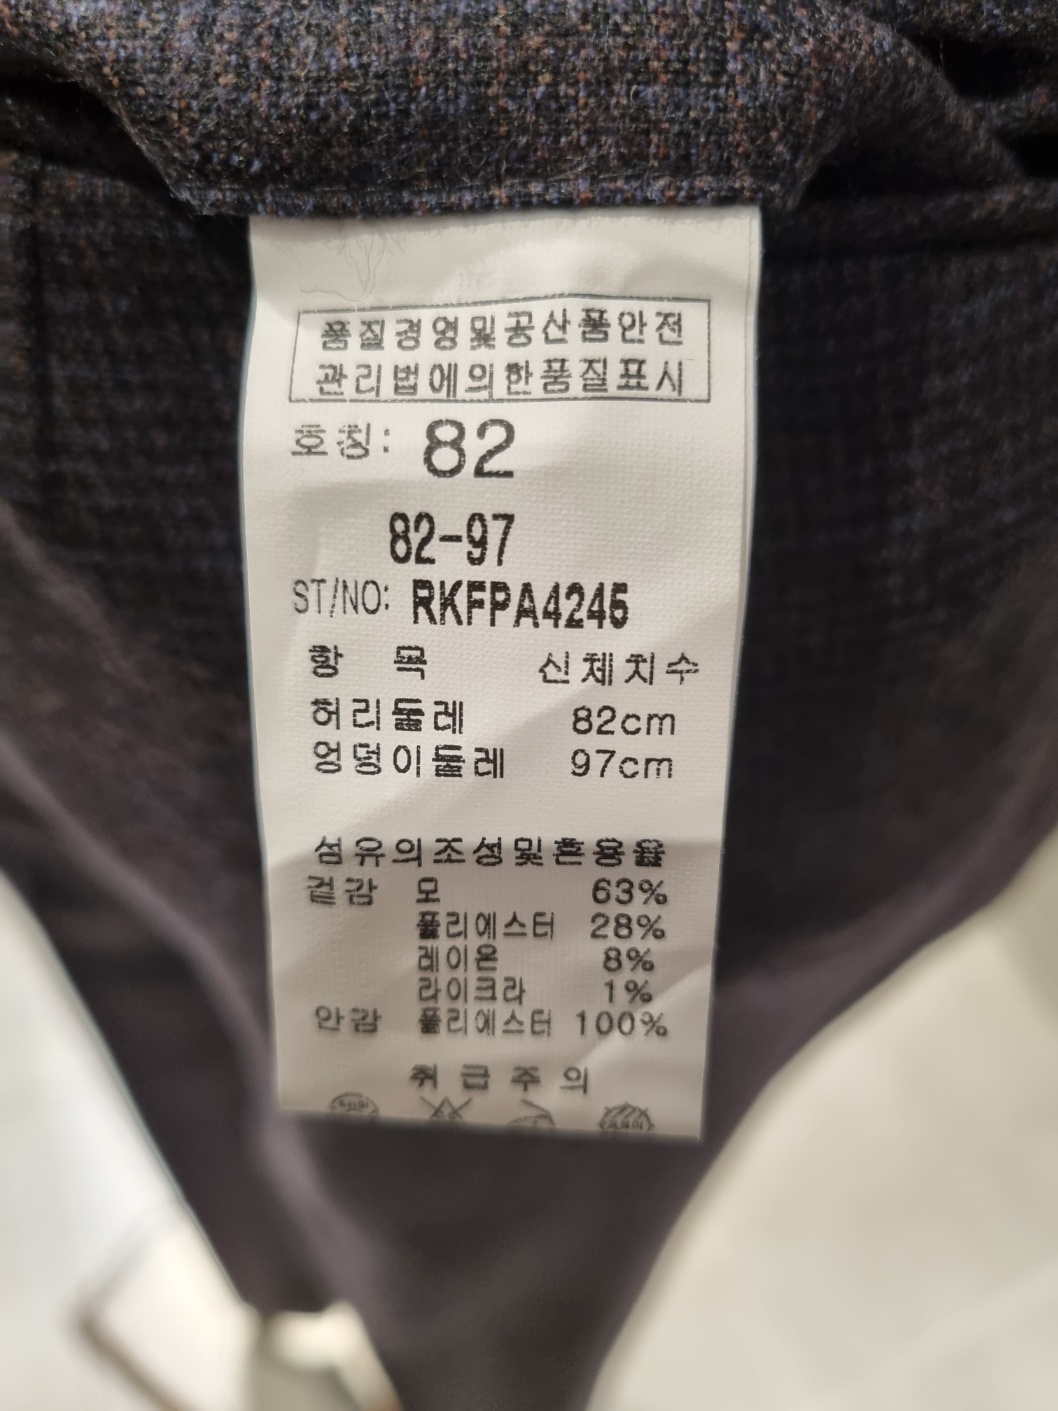 품질경영및공산품안전
관리법에의한품질표시
호칭: 82
82-97
ST/NO: RKFPA4245
항 목 신체치수
허리둘레 82cm
엉덩이둘레 97cm
섬유의조성및혼용율
겉감 모 63%
폴리에스터 28%
레이온 8%
라이크라 1%
안감 폴리에스터 100%
취급주의